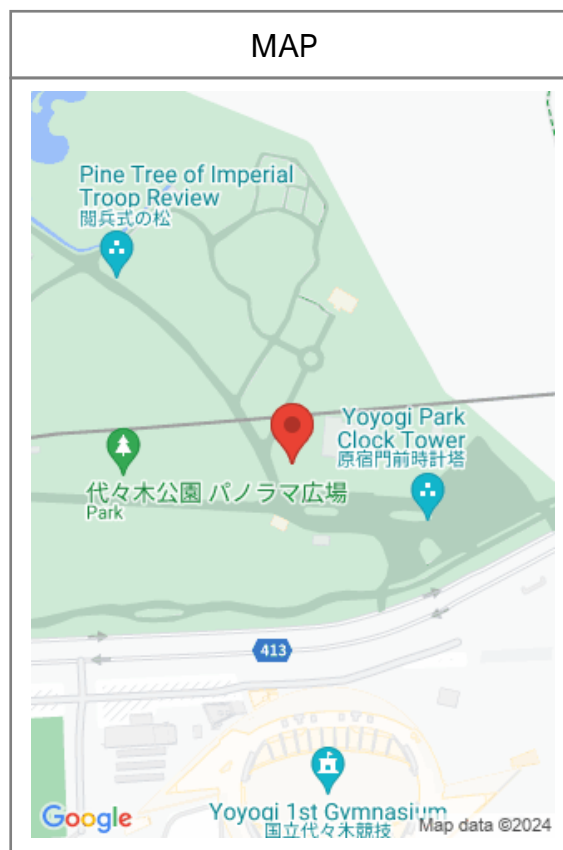 MAP
Pine Tree of Imperial
Troop Review
閲兵式の松
Yoyogi Park
Clock Tower
原宿門前時計塔
代々木公園 パノラマ広場
Park
413
Yoyogi 1st Gymnasium
国立代々木競技
Google
Map data ©2024